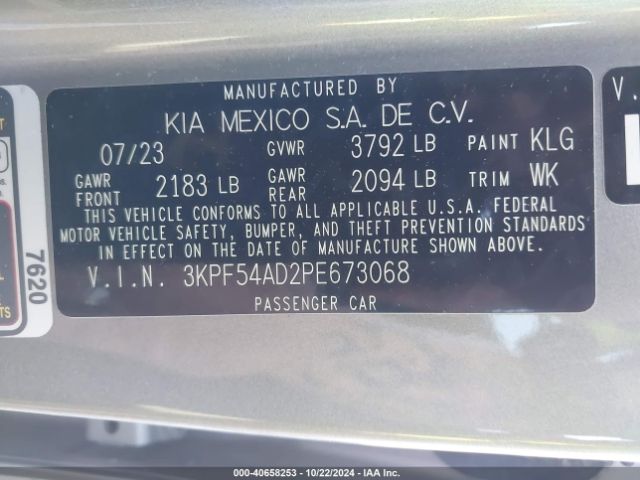 MANUFACTURED BY
KIA MEXICO S.A. DE C.V.
07/23 GVWR 3792 LB PAINT KLG
GAWR FRONT 2183 LB GAWR REAR 2094 LB TRIM WK
THIS VEHICLE CONFORMS TO ALL APPLICABLE U.S.A. FEDERAL
MOTOR VEHICLE SAFETY, BUMPER, AND THEFT PREVENTION STANDARDS
IN EFFECT ON THE DATE OF MANUFACTURE SHOWN ABOVE.
V.I.N. 3KPF54AD2PE673068
PASSENGER CAR
7620
V.
000-40658253 - 10/22/2024 - IAA Inc.